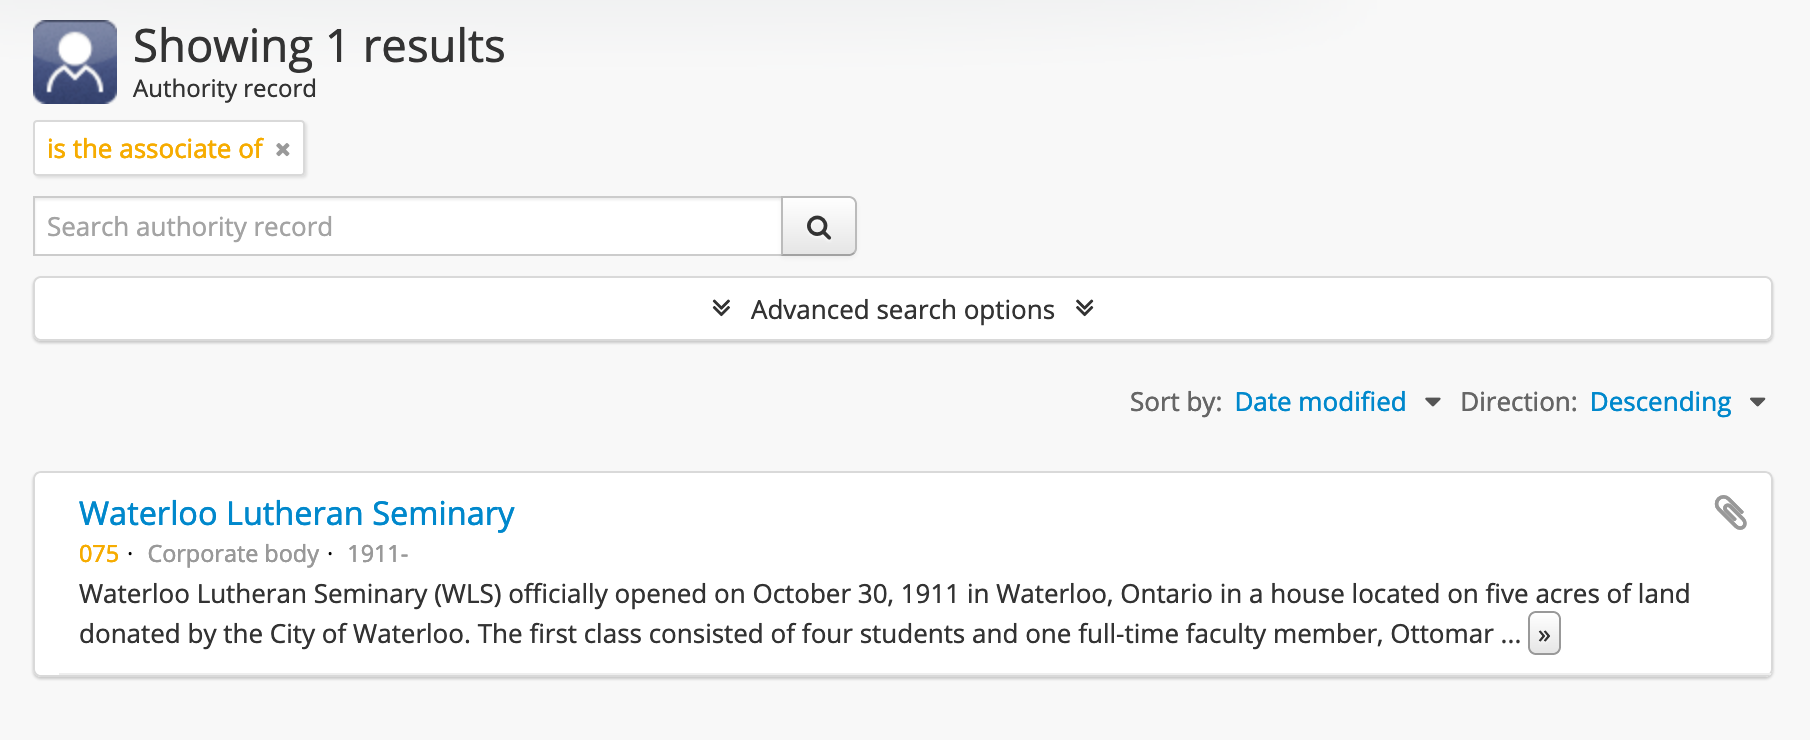 Showing 1 results
Authority record
is the associate of ×
Search authority record
Advanced search options
Sort by: Date modified Direction: Descending
Waterloo Lutheran Seminary
075 · Corporate body · 1911-
Waterloo Lutheran Seminary (WLS) officially opened on October 30, 1911 in Waterloo, Ontario in a house located on five acres of land
donated by the City of Waterloo. The first class consisted of four students and one full-time faculty member, Ottomar ... »